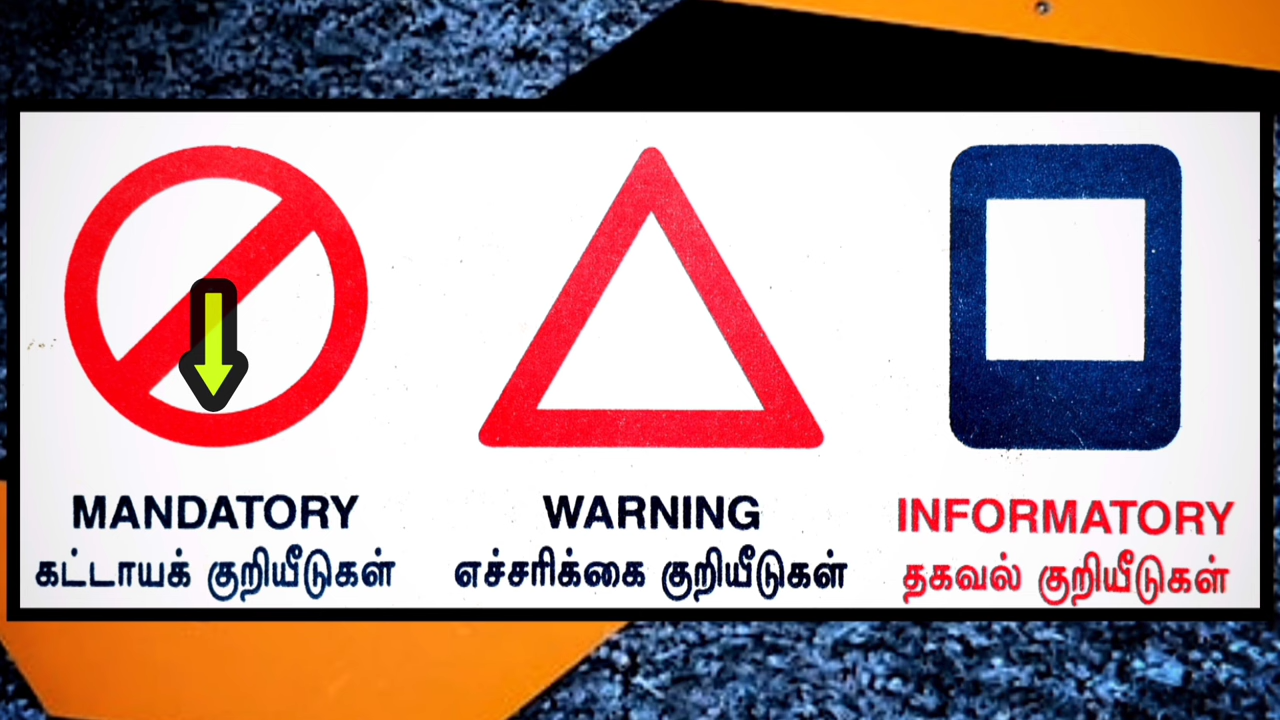 MANDATORY
கட்டாயக் குறியீடுகள்
WARNING
எச்சரிக்கை குறியீடுகள்
INFORMATORY
தகவல் குறியீடுகள்